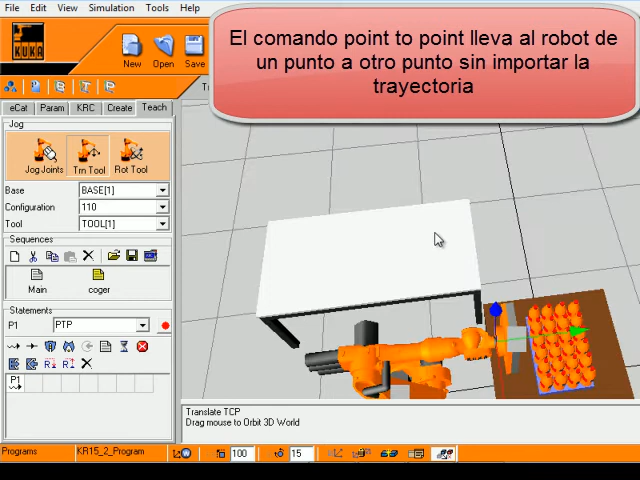 File Edit View Simulation Tools Help
El comando point to point lleva al robot de
un punto a otro punto sin importar la
trayectoria
KUKA
New Open Save
eCat Param KRC Create Teach
Jog
Jog Joints Trn Tool Rot Tool
Base BASE[1]
Configuration 110
Tool TOOL[1]
Sequences
Main coger
Statements
P1 PTP
P1
Translate TCP
Drag mouse to Orbit 3D World
Programs KR15_2_Program 100 15